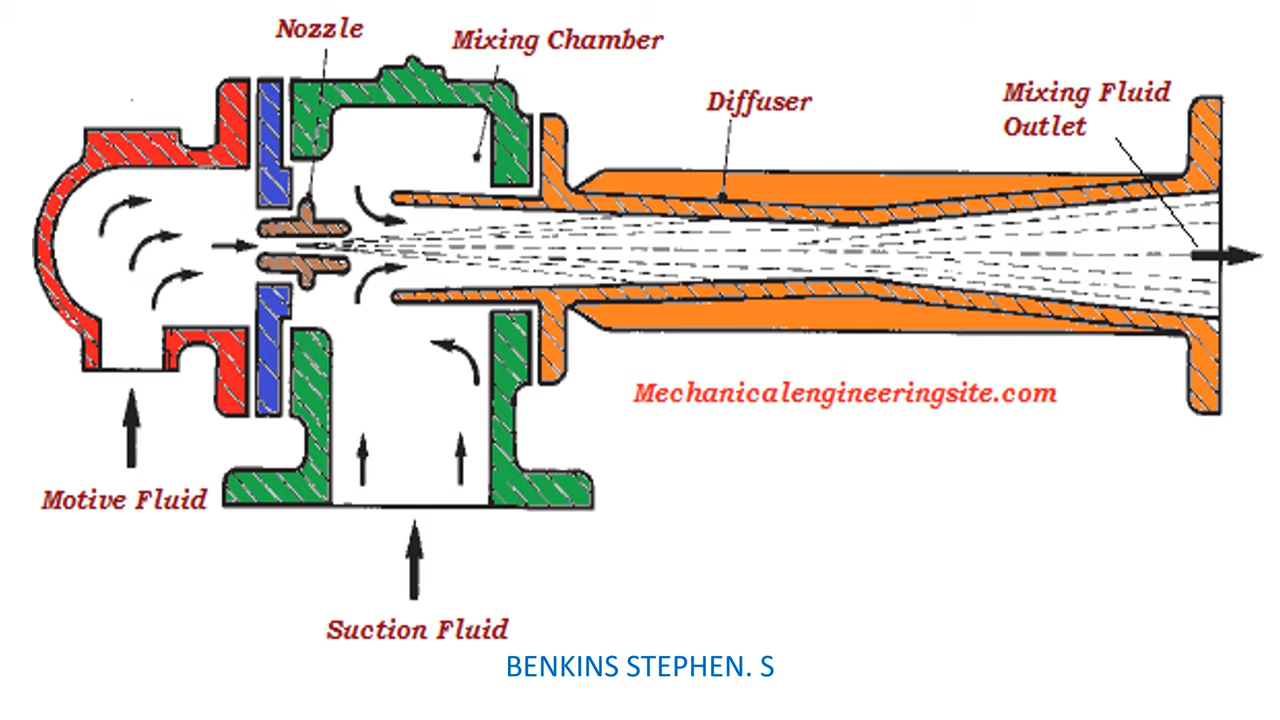 Nozzle
Mixing Chamber
Diffuser
Mixing Fluid
Outlet
Mechanicalengineeringsite.com
Motive Fluid
Suction Fluid
BENKINS STEPHEN. S